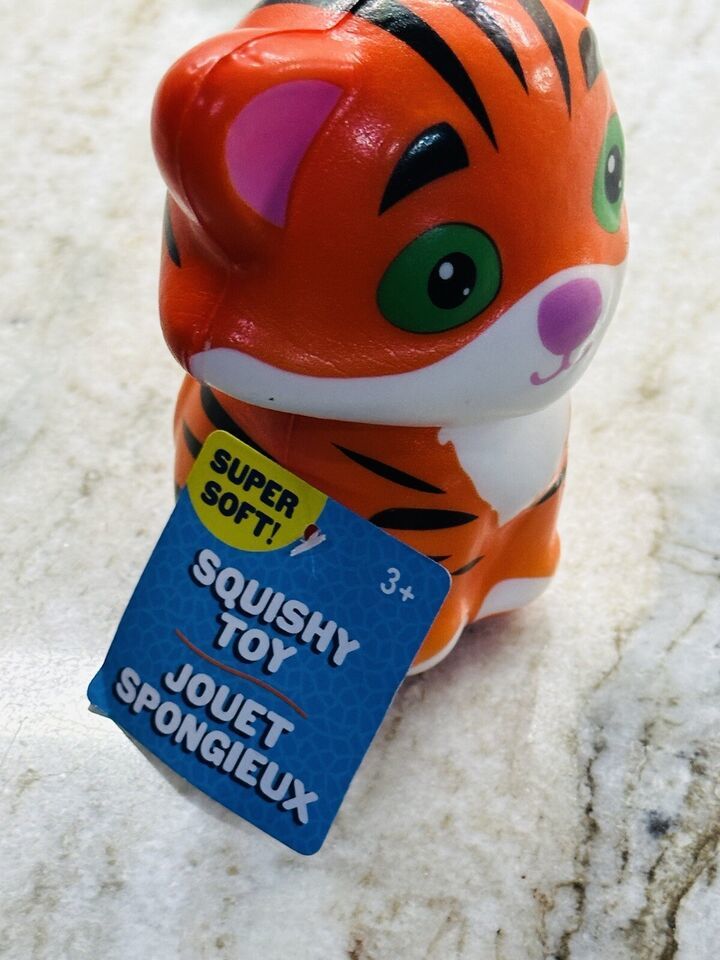 SUPER
SOFT!
3+
SQUISHY
TOY
JOUET
SPONGIEUX